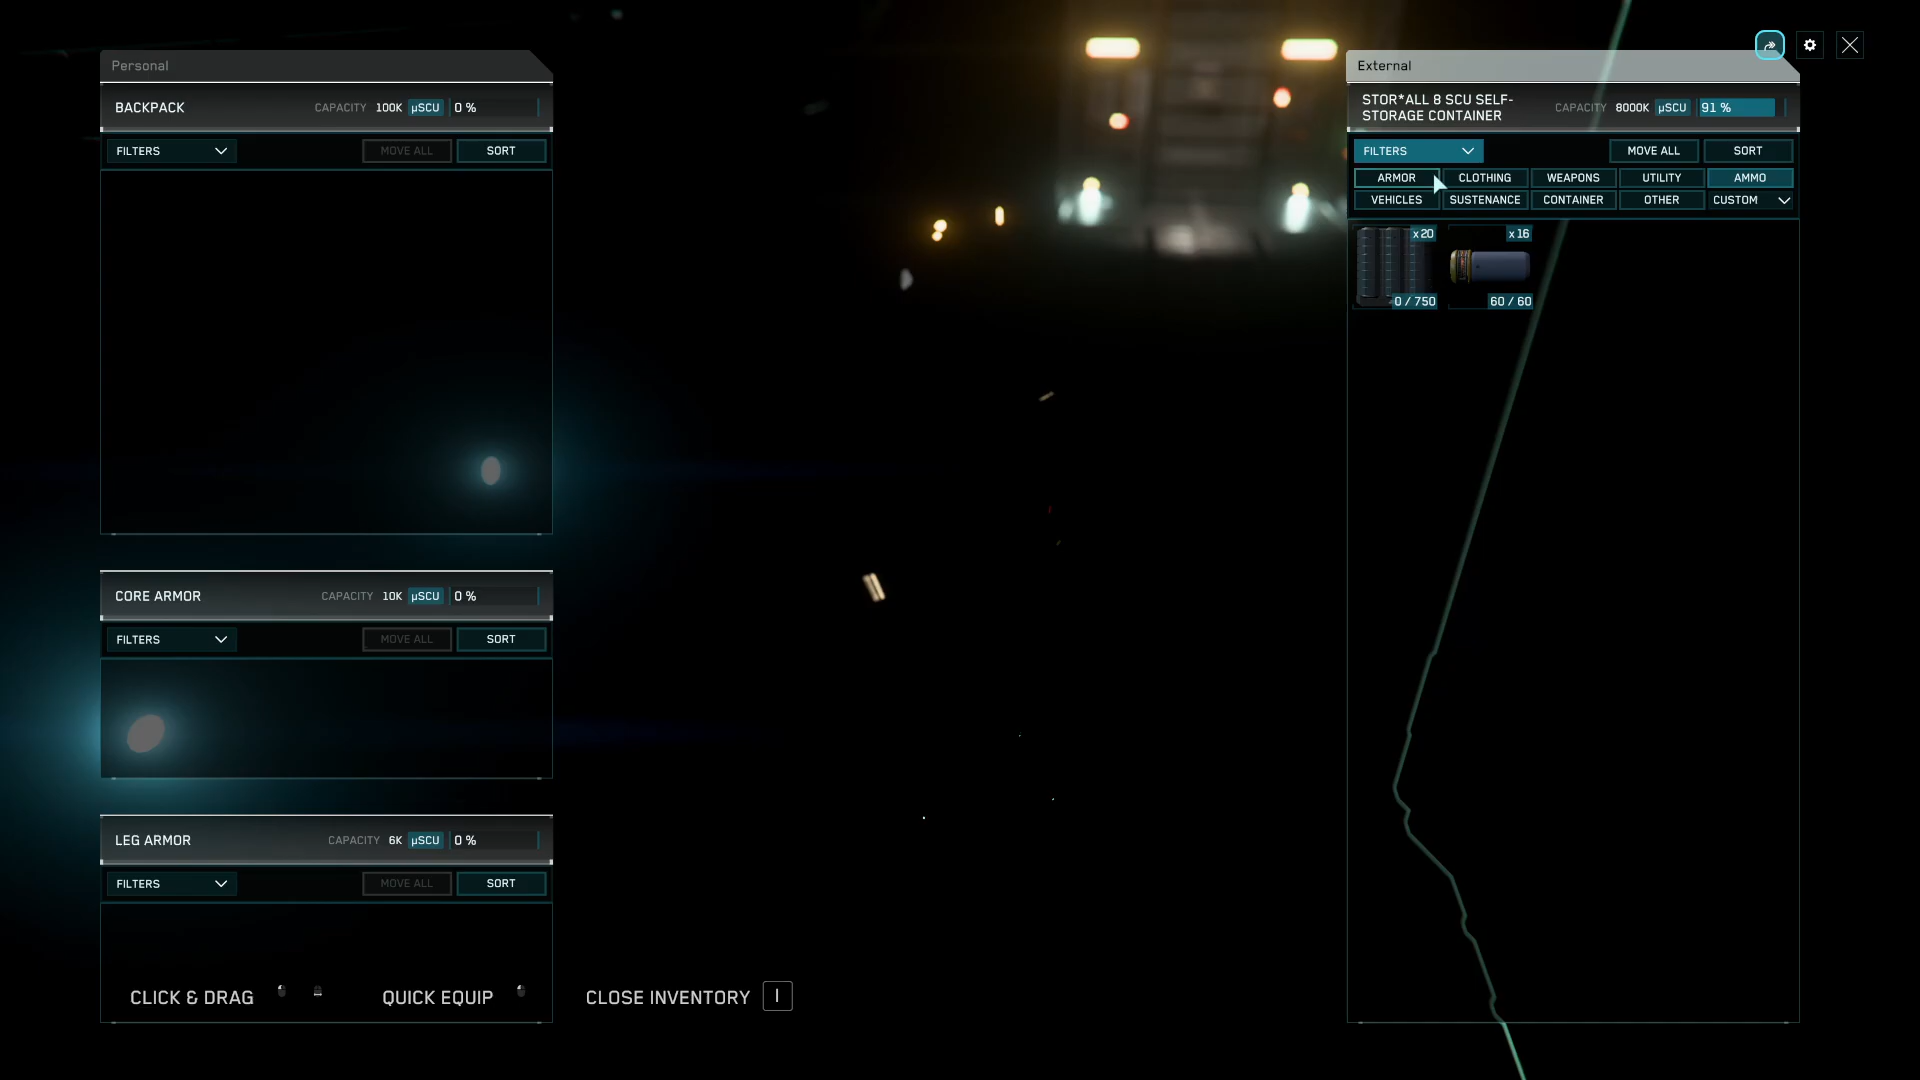 Personal
BACKPACK CAPACITY 100K µSCU 0 %
FILTERS MOVE ALL SORT
CORE ARMOR CAPACITY 10K µSCU 0 %
FILTERS MOVE ALL SORT
LEG ARMOR CAPACITY 6K µSCU 0 %
FILTERS MOVE ALL SORT
CLICK & DRAG QUICK EQUIP CLOSE INVENTORY I
External
STOR*ALL 8 SCU SELF-
STORAGE CONTAINER CAPACITY 8000K µSCU 91 %
FILTERS MOVE ALL SORT
ARMOR CLOTHING WEAPONS UTILITY AMMO
VEHICLES SUSTENANCE CONTAINER OTHER CUSTOM
x20 x16
0 / 750 60 / 60